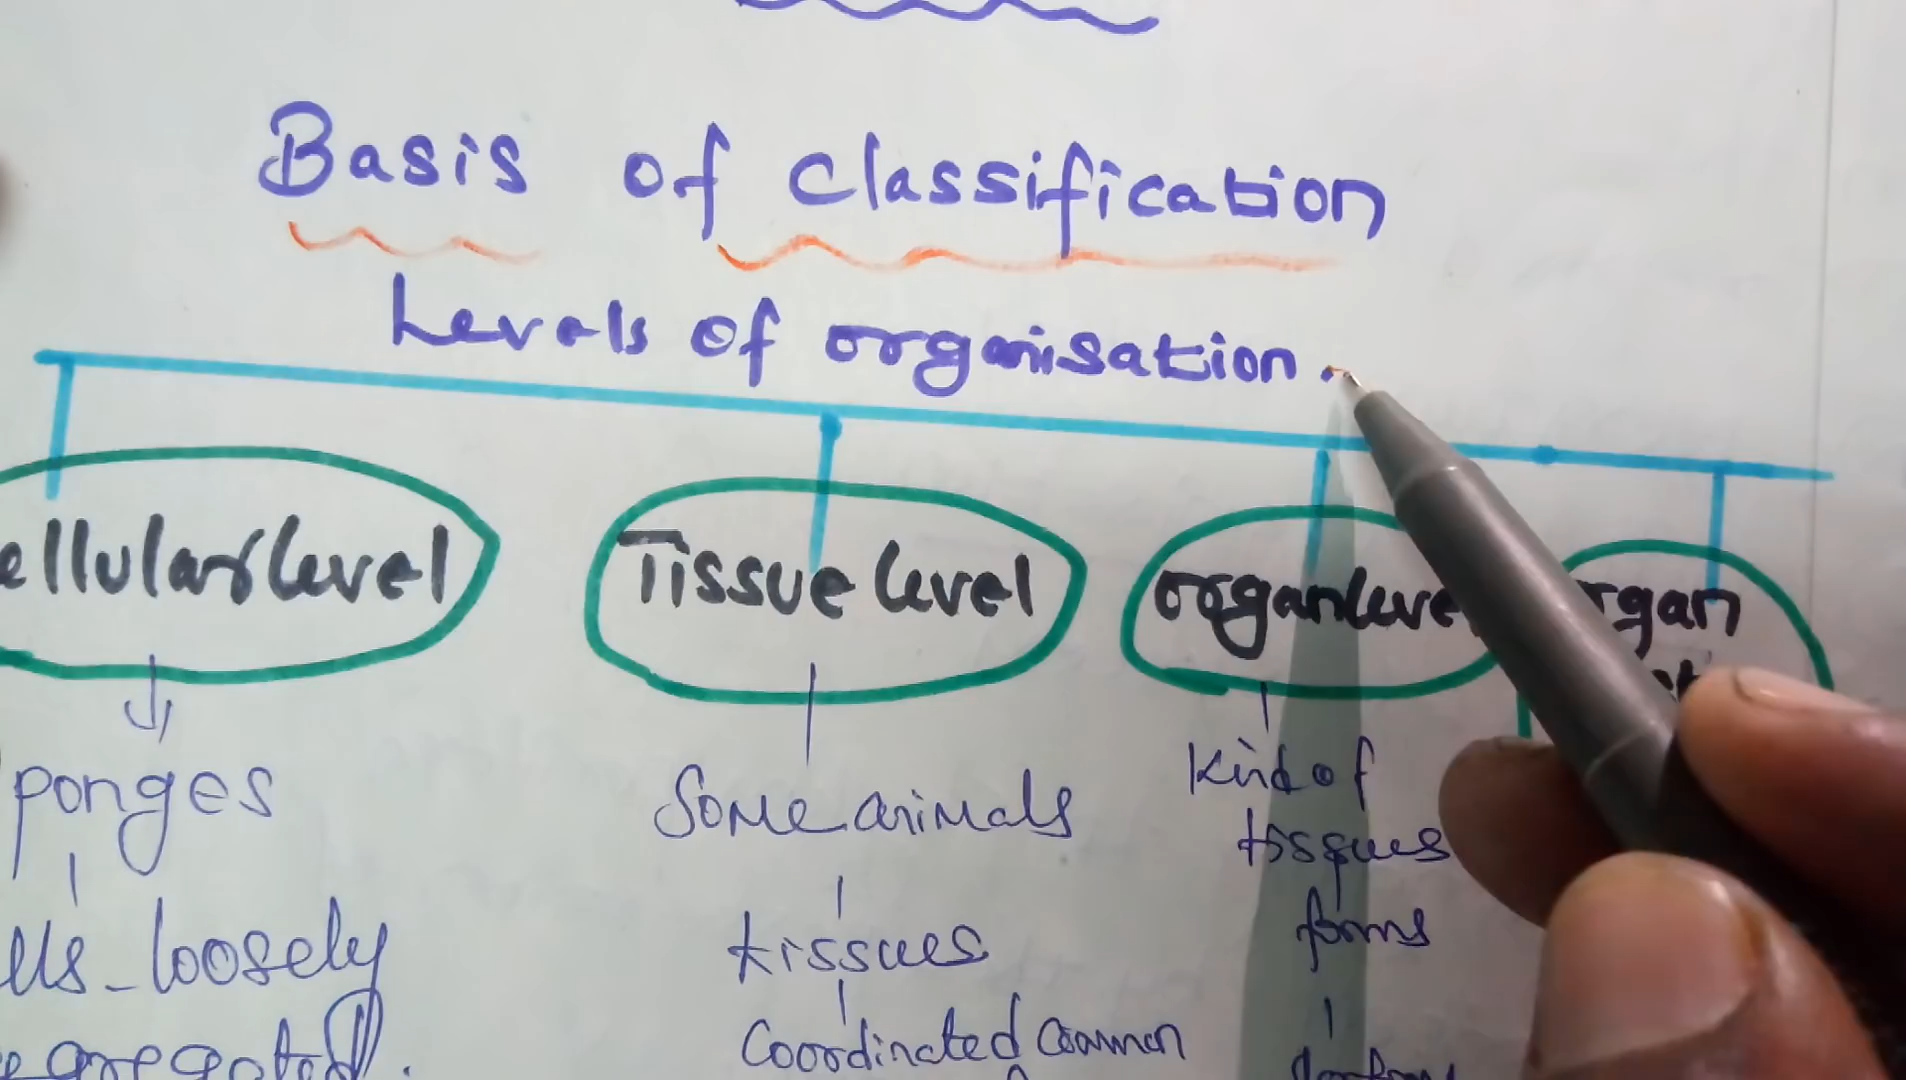 Basis of classification
Levels of organisation.
ellular level
Tissue level
organ leve
rgan
ponges
Some animals
Kind of
tissues
forms
lls - loosely
tissues
Coordinated common